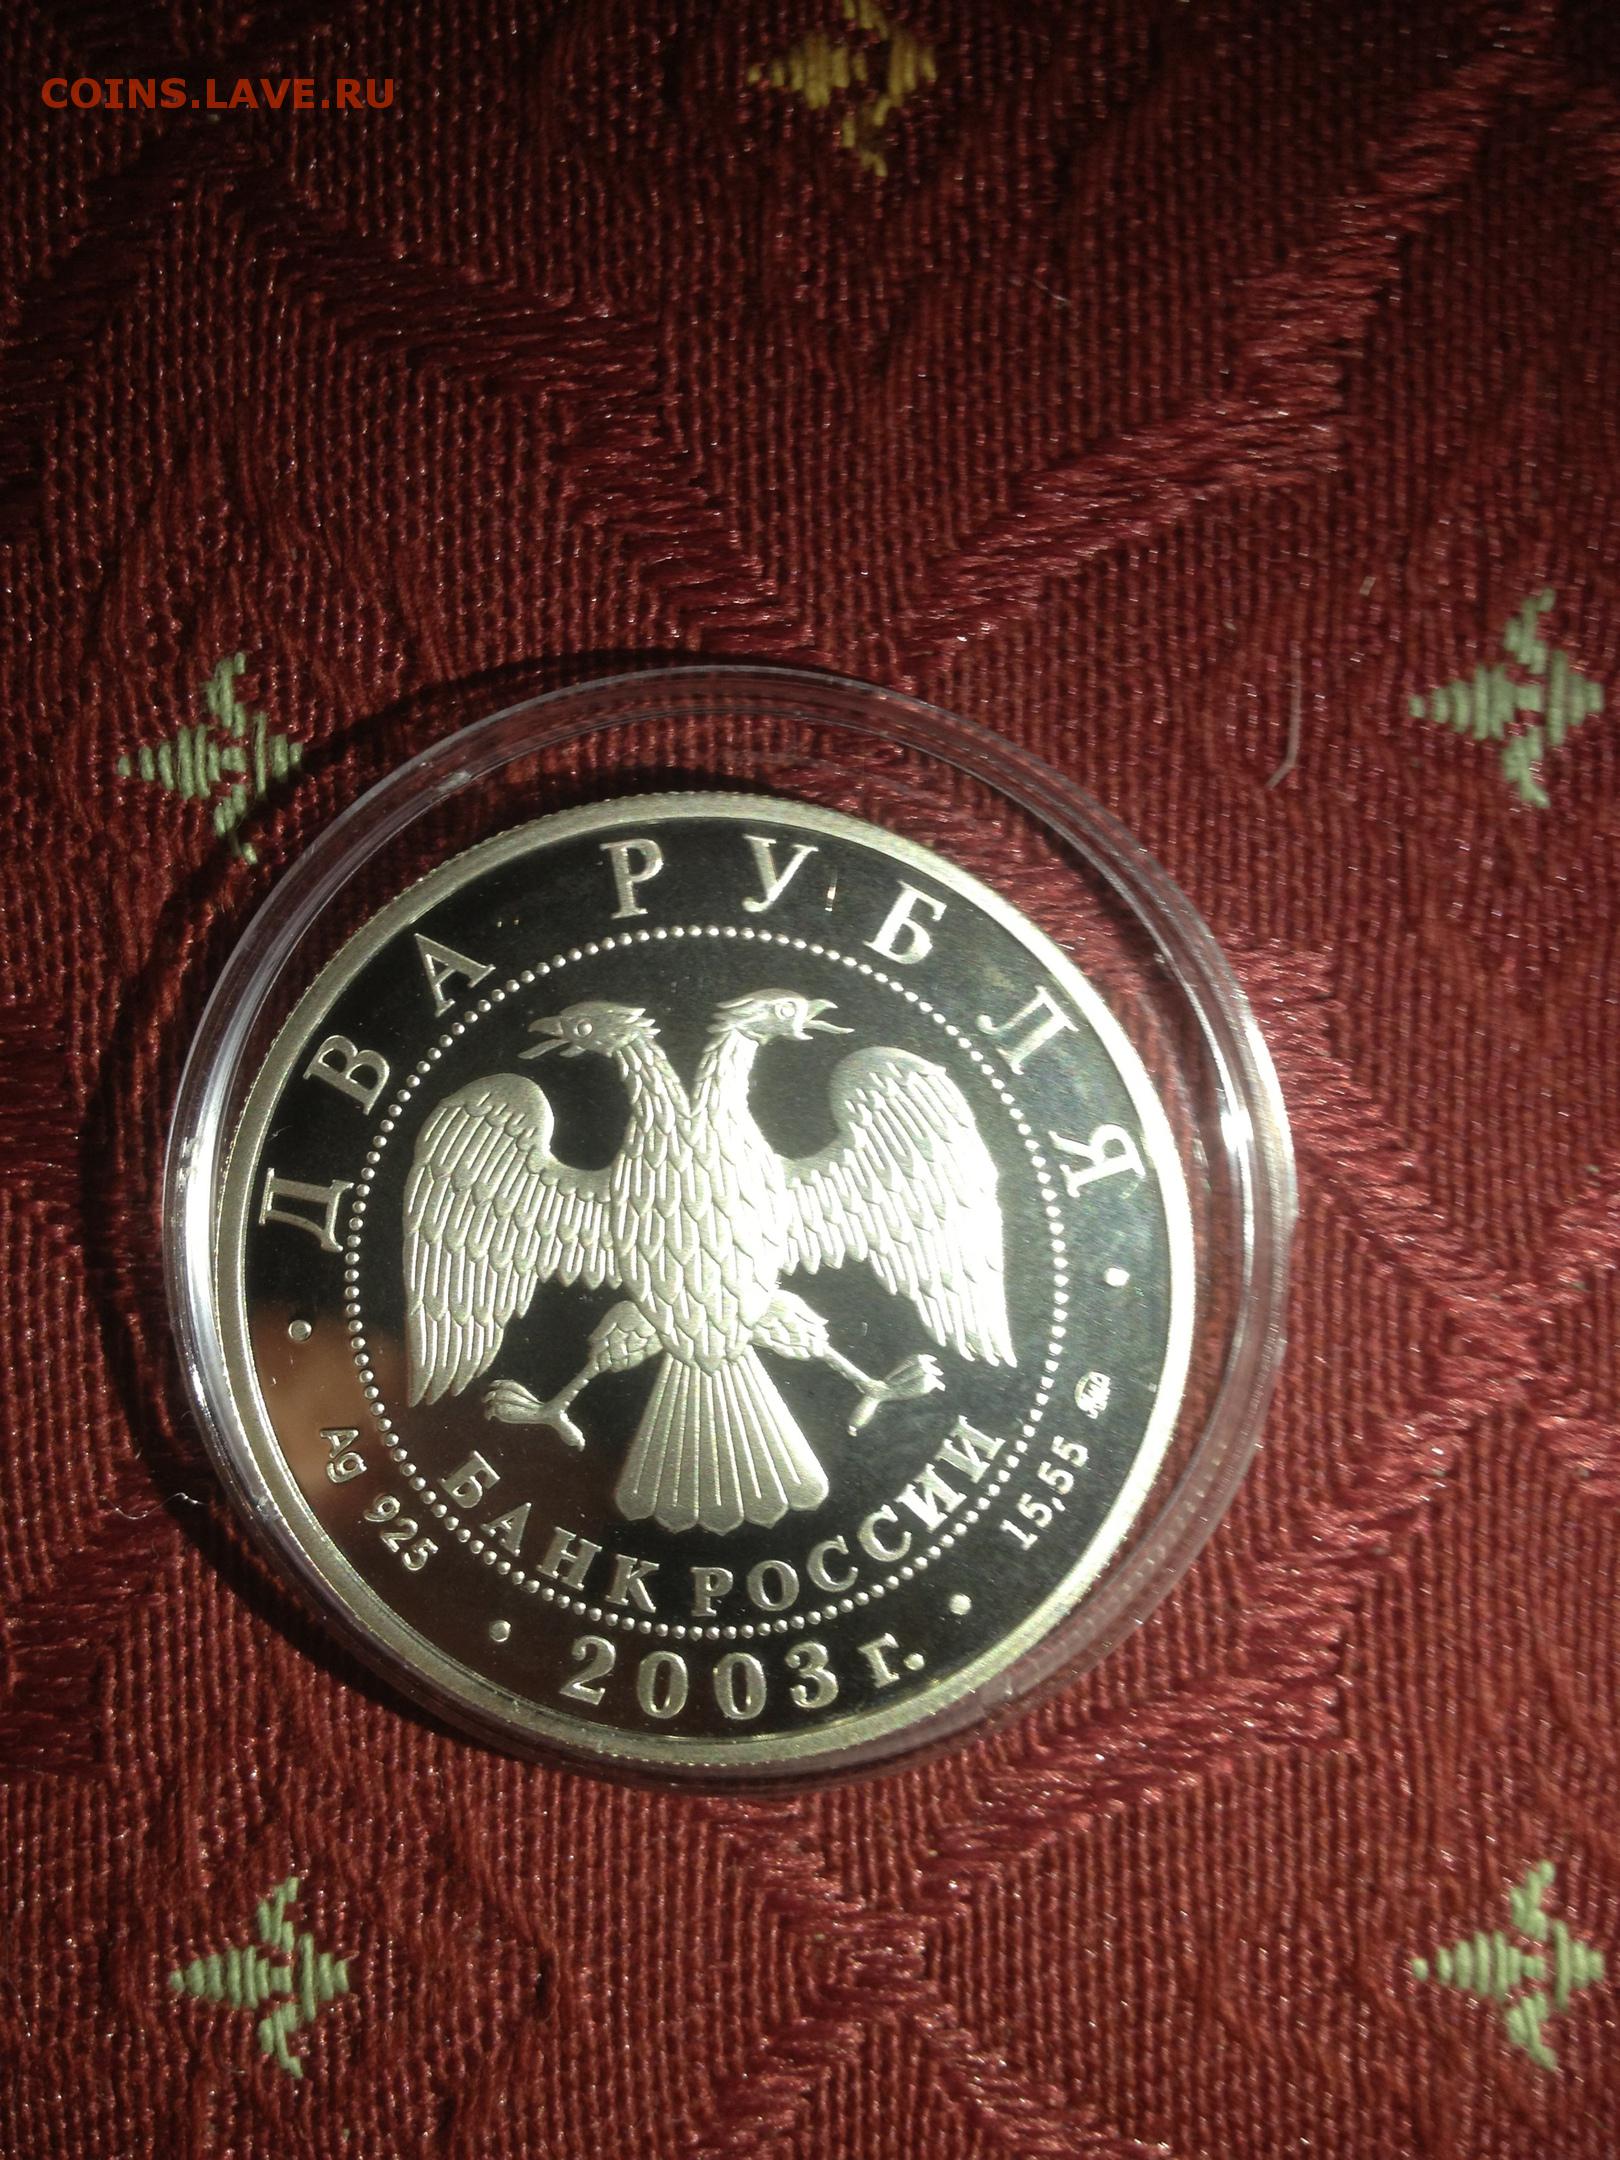 COINS.LAVE.RU
ДВА РУБЛЯ
БАНК РОССИИ
Ag 925
2003 г.
15,55